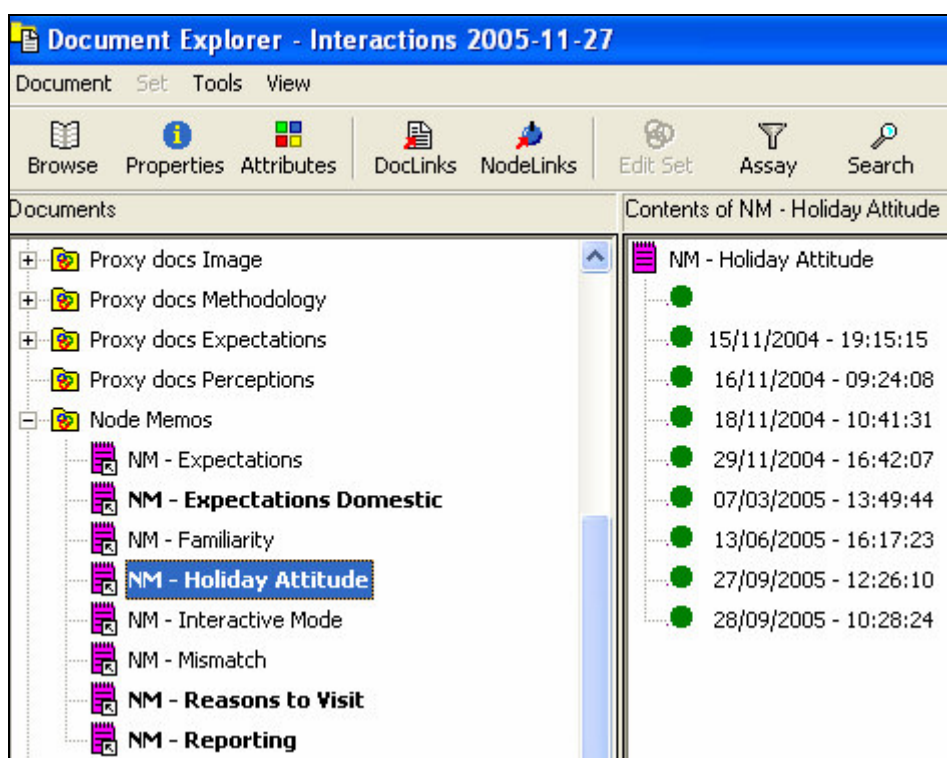 Document Explorer - Interactions 2005-11-27
Document Set Tools View
Browse Properties Attributes DocLinks NodeLinks Edit Set Assay Search
Documents
Proxy docs Image
Proxy docs Methodology
Proxy docs Expectations
Proxy docs Perceptions
Node Memos
NM - Expectations
NM - Expectations Domestic
NM - Familiarity
NM - Holiday Attitude
NM - Interactive Mode
NM - Mismatch
NM - Reasons to Visit
NM - Reporting
Contents of NM - Holiday Attitude
NM - Holiday Attitude
15/11/2004 - 19:15:15
16/11/2004 - 09:24:08
18/11/2004 - 10:41:31
29/11/2004 - 16:42:07
07/03/2005 - 13:49:44
13/06/2005 - 16:17:23
27/09/2005 - 12:26:10
28/09/2005 - 10:28:24